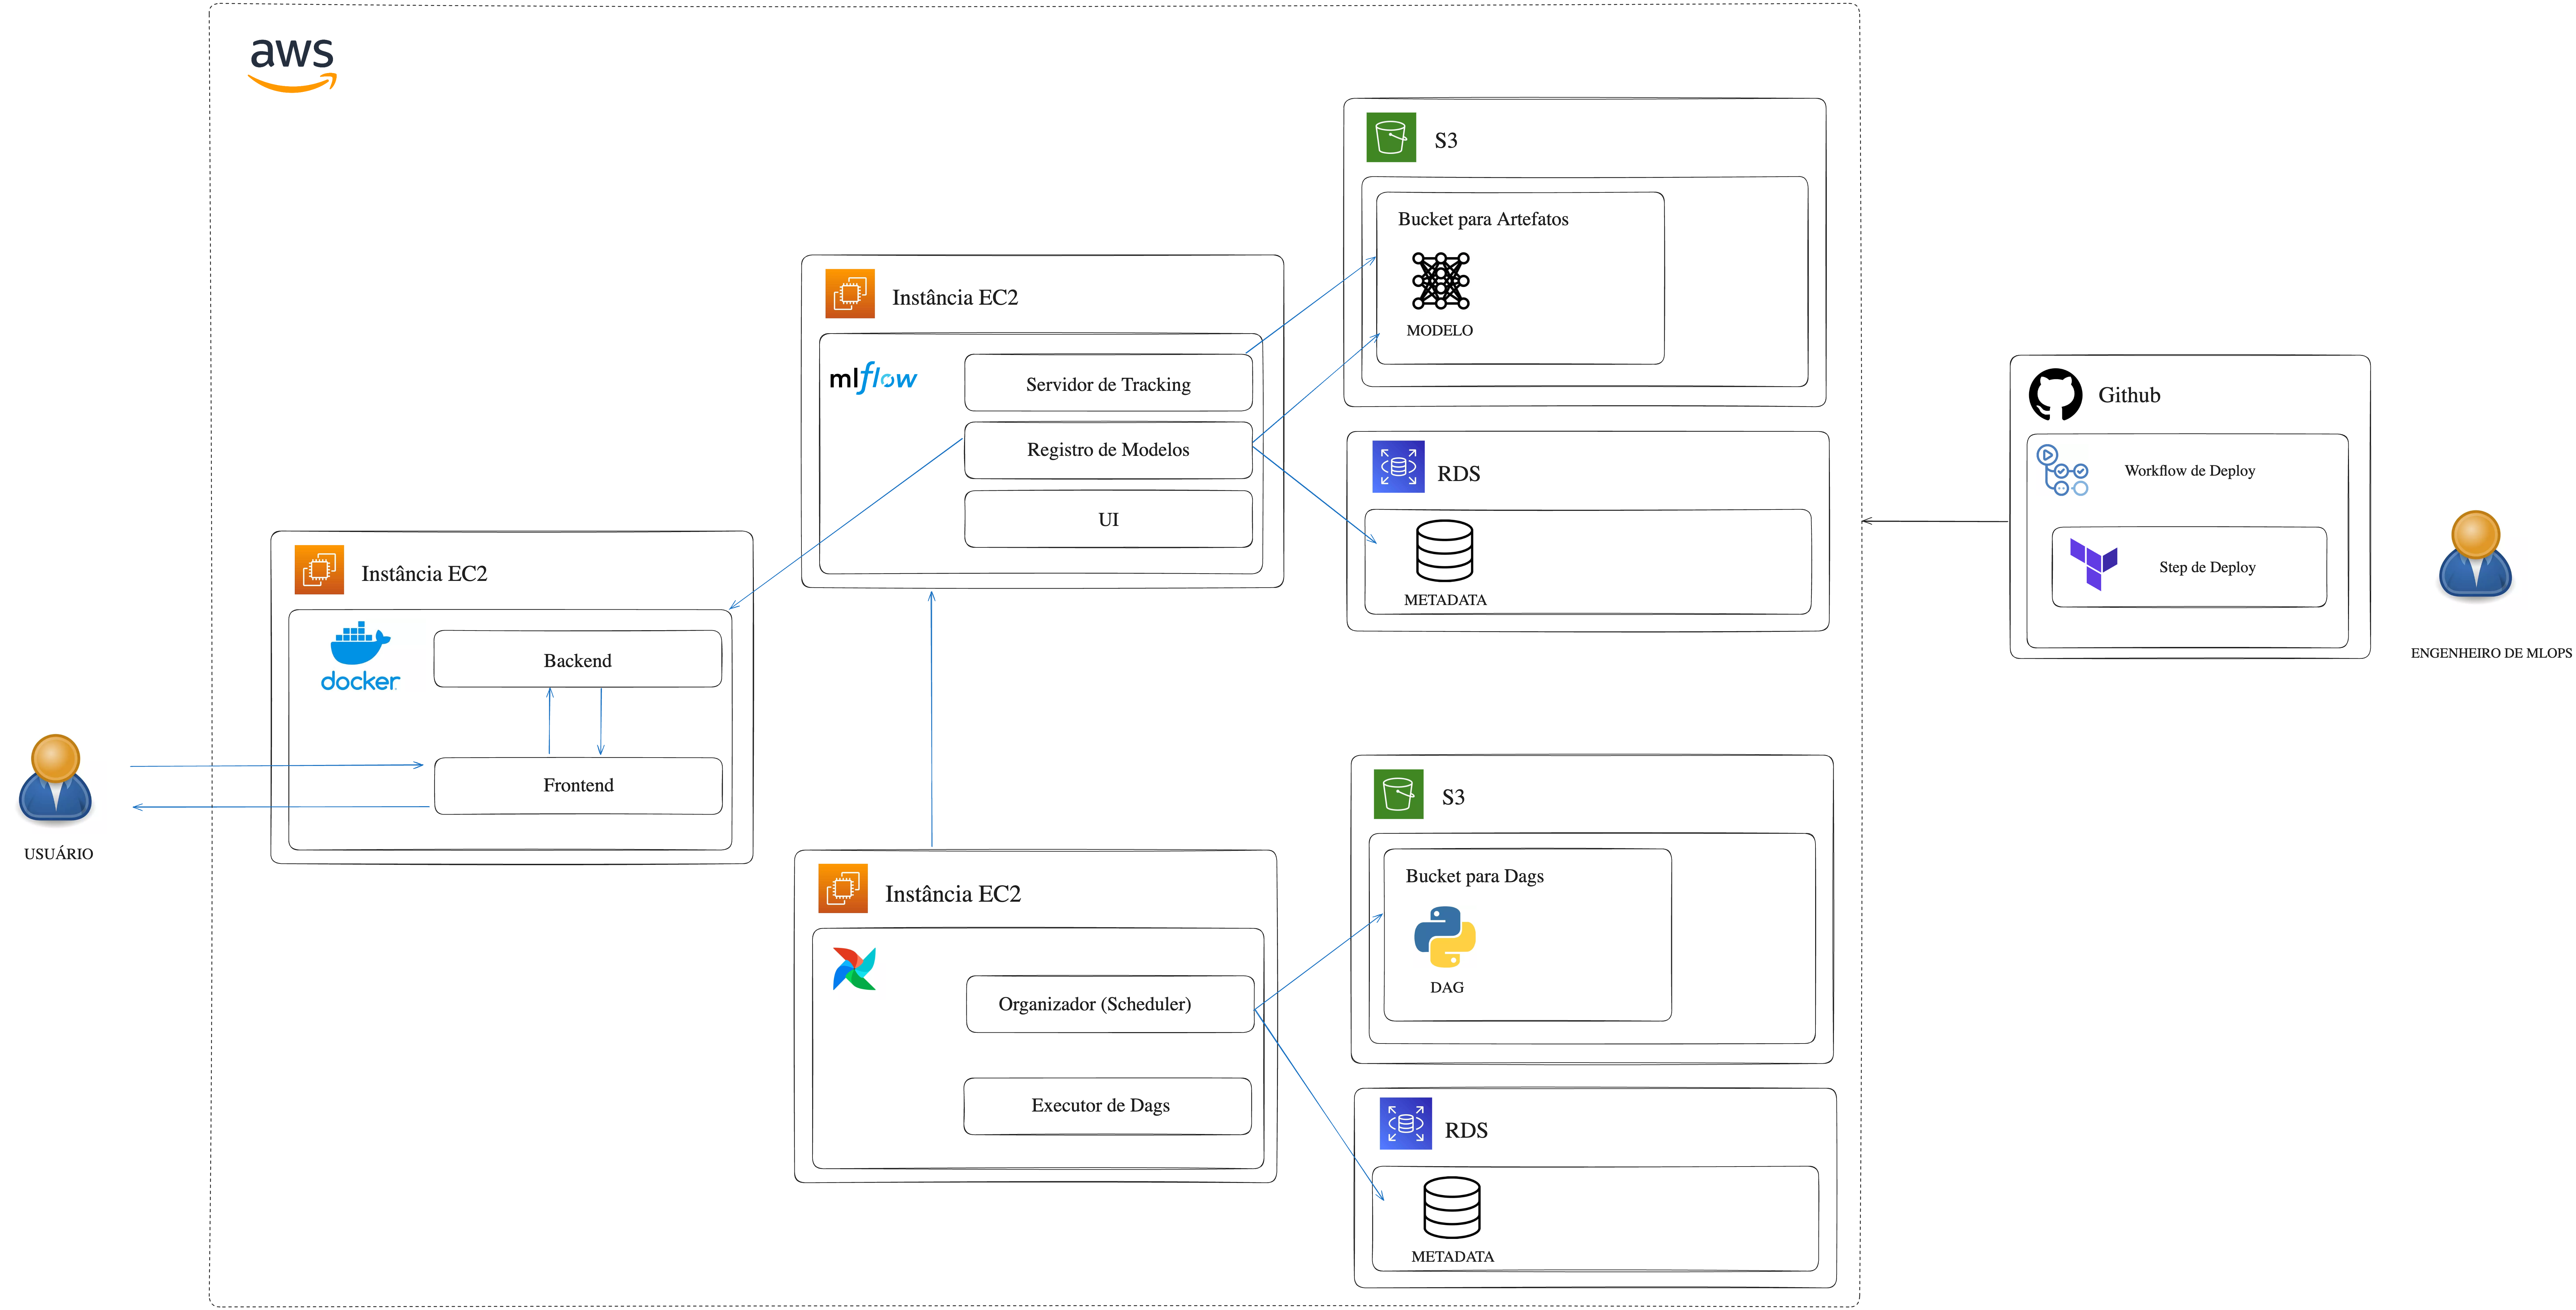 aws
S3
Bucket para Artefatos
MODELO
Instância EC2
mlflow
Servidor de Tracking
Registro de Modelos
UI
RDS
METADATA
Github
Workflow de Deploy
Step de Deploy
ENGENHEIRO DE MLOPS
Instância EC2
docker
Backend
Frontend
USUÁRIO
Instância EC2
Organizador (Scheduler)
Executor de Dags
S3
Bucket para Dags
DAG
RDS
METADATA